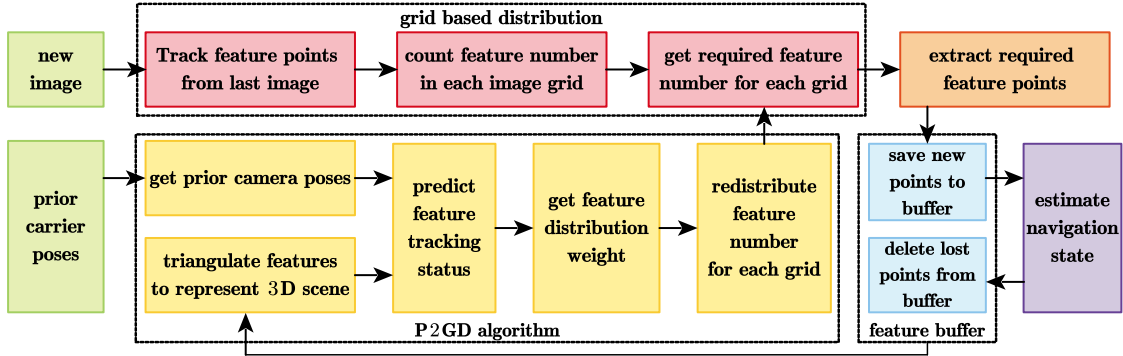 grid based distribution
new
image
Track feature points
from last image
count feature number
in each image grid
get required feature
number for each grid
extract required
feature points
prior
carrier
poses
get prior camera poses
triangulate features
to represent 3D scene
predict
feature
tracking
status
get feature
distribution
weight
redistribute
feature
number
for each grid
P2GD algorithm
save new
points to
buffer
delete lost
points from
buffer
feature buffer
estimate
navigation
state